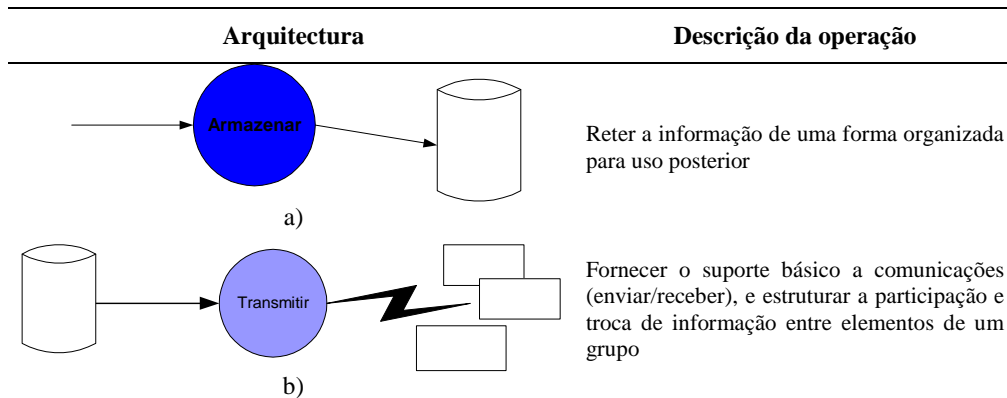 Arquitectura
Descrição da operação
Armazenar
Reter a informação de uma forma organizada
para uso posterior
a)
Transmitir
Fornecer o suporte básico a comunicações
(enviar/receber), e estruturar a participação e
troca de informação entre elementos de um
grupo
b)